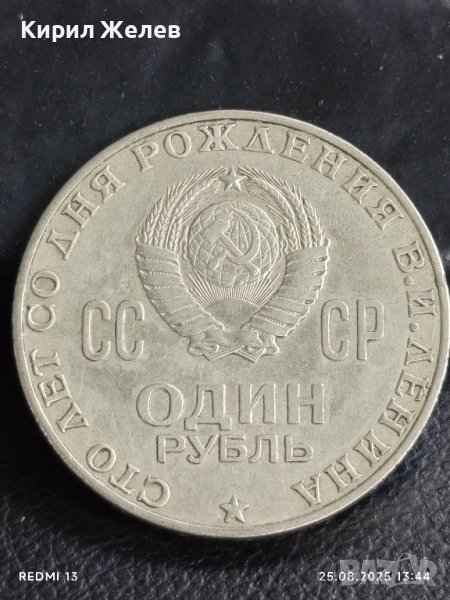 Кирил Желев
СТО ЛЕТ СО ДНЯ РОЖДЕНИЯ В.И.ЛЕНИНА
СС СР
ОДИН
РУБЛЬ
REDMI 13
25.08.2025 13:44